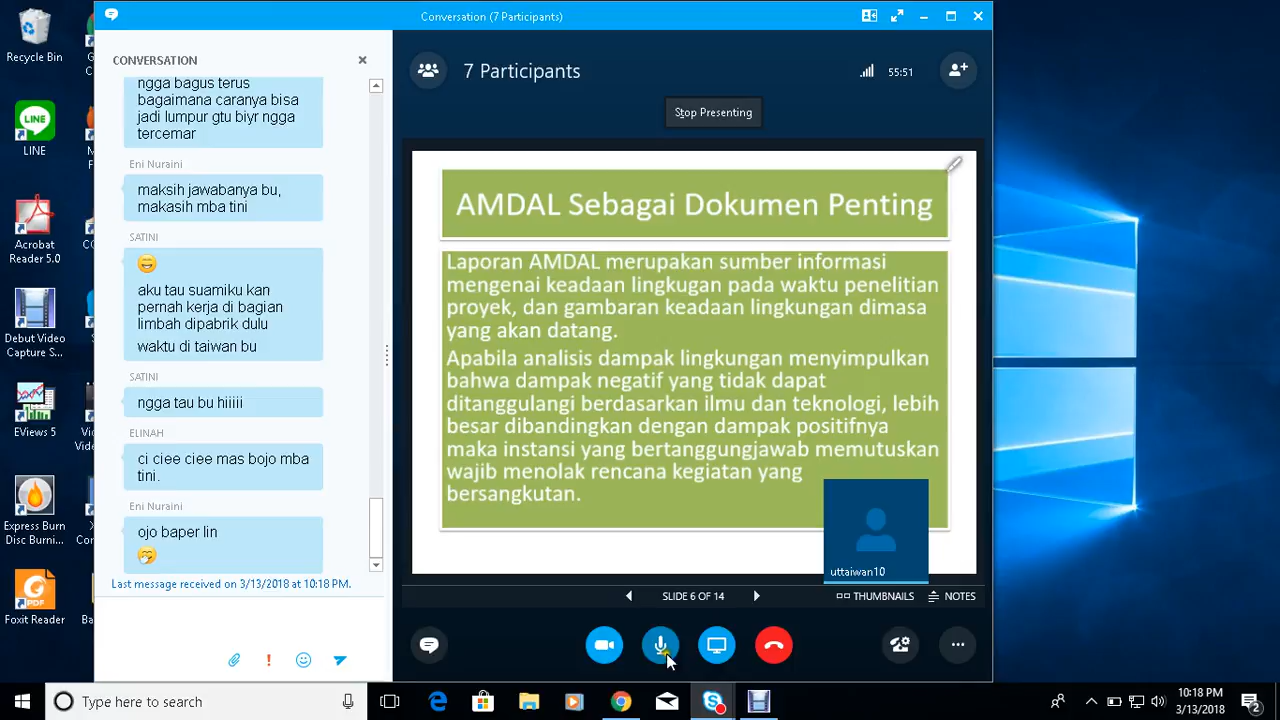 Conversation (7 Participants)
Recycle Bin
LINE
Acrobat
Reader 5.0
Debut Video
Capture S...
EViews 5
Express Burn
Disc Burni...
Foxit Reader
CONVERSATION
ngga bagus terus
bagaimana caranya bisa
jadi lumpur gtu biyr ngga
tercemar
Eni Nuraini
maksih jawabanya bu,
makasih mba tini
SATINI
aku tau suamiku kan
pernah kerja di bagian
limbah dipabrik dulu
waktu di taiwan bu
SATINI
ngga tau bu hiiiii
ELINAH
ci ciee ciee mas bojo mba
tini.
Eni Nuraini
ojo baper lin
Last message received on 3/13/2018 at 10:18 PM.
7 Participants
55:51
Stop Presenting
AMDAL Sebagai Dokumen Penting
Laporan AMDAL merupakan sumber informasi
mengenai keadaan lingkugan pada waktu penelitian
proyek, dan gambaran keadaan lingkungan dimasa
yang akan datang.
Apabila analisis dampak lingkungan menyimpulkan
bahwa dampak negatif yang tidak dapat
ditanggulangi berdasarkan ilmu dan teknologi, lebih
besar dibandingkan dengan dampak positifnya
maka instansi yang bertanggungjawab memutuskan
wajib menolak rencana kegiatan yang
bersangkutan.
uttaiwan10
SLIDE 6 OF 14
THUMBNAILS
NOTES
Type here to search
10:18 PM
3/13/2018
2